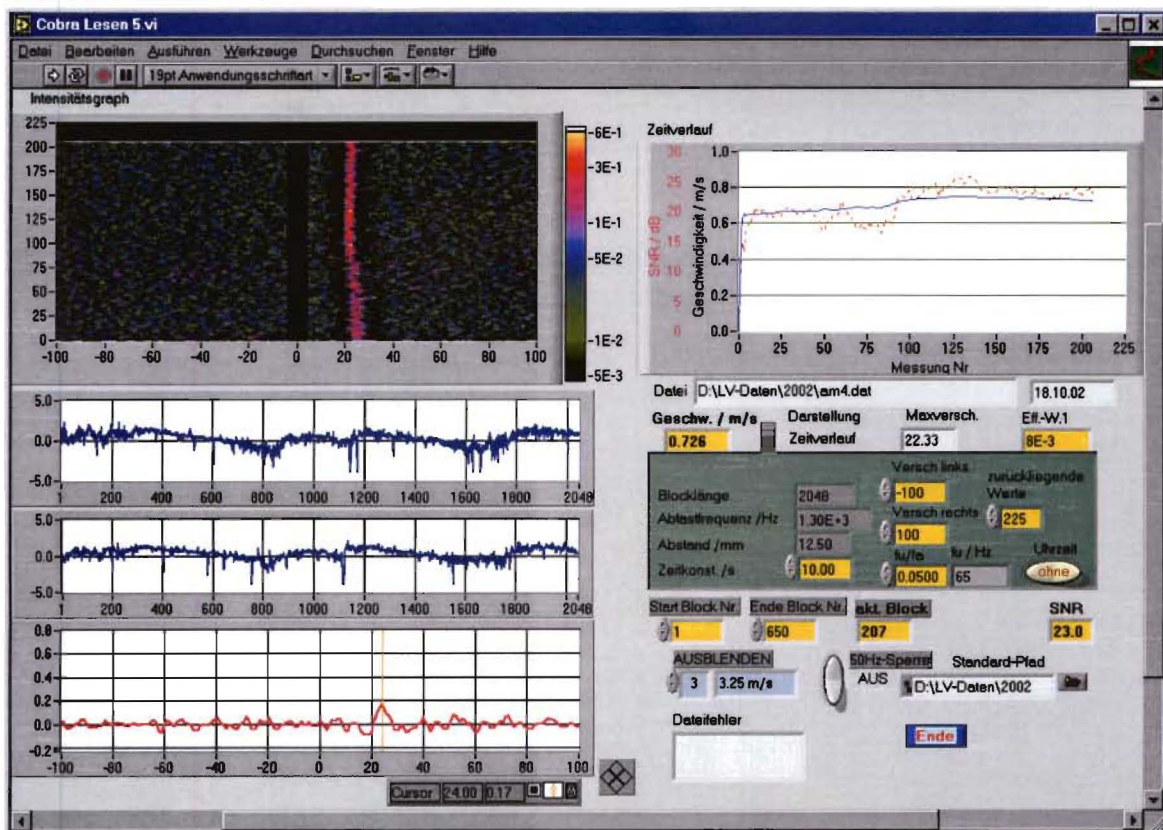 Cobra Lesen 5.vi
Datei Bearbeiten Ausführen Werkzeuge Durchsuchen Fenster Hilfe
19pt Anwendungsschriftart
Intensitätsgraph
225-
200-
175-
150-
125-
100-
75-
50-
25-
0-
-100 -80 -60 -40 -20 0 20 40 60 80 100
-6E-1
-3E-1
-1E-1
-5E-2
-1E-2
-5E-3
Zeitverlauf
SNR / dB
30
25
20
15
10
5
0
Geschwindigkeit / m/s
1.0-
0.8-
0.6-
0.4-
0.2-
0.0-
0 25 50 75 100 125 150 175 200 225
Messung Nr
5.0-
0.0-
-5.0-
1 200 400 600 800 1000 1200 1400 1600 1800 2048
5.0-
0.0-
-5.0-
1 200 400 600 800 1000 1200 1400 1600 1800 2048
0.8-
0.6-
0.4-
0.2-
0.0-
-0.2-
-100 -80 -60 -40 -20 0 20 40 60 80 100
Cursor 24.00 0.17
Datei D:\LV-Daten\2002\am4.dat 18.10.02
Geschw. / m/s Darstellung Maxversch. Eff.-W.1
0.726 Zeitverlauf 22.33 8E-3
Versch links zurückliegende
Blocklänge 2048 -100 Werte
Abtastfrequenz /Hz 1.30E+3 Versch rechts 225
Abstand /mm 12.50 100
fu/fa fu / Hz Uhrzeit
Zeitkonst. /s 10.00 0.0500 65 ohne
Start Block Nr. Ende Block Nr. akt. Block SNR
1 650 207 23.0
AUSBLENDEN 50Hz-Sperre Standard-Pfad
3 3.25 m/s AUS D:\LV-Daten\2002
Dateifehler
Ende